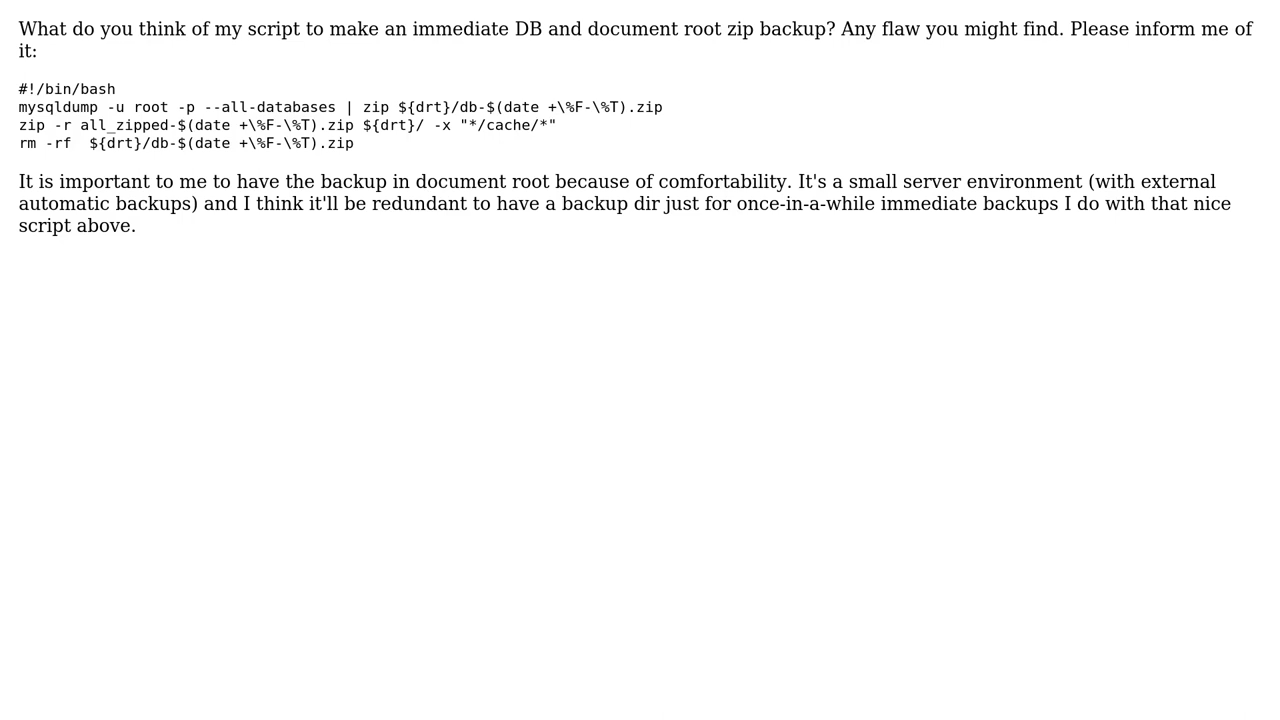 What do you think of my script to make an immediate DB and document root zip backup? Any flaw you might find. Please inform me of
it:
#!/bin/bash
mysqldump -u root -p --all-databases | zip ${drt}/db-$(date +\%F-\%T).zip
zip -r all_zipped-$(date +\%F-\%T).zip ${drt}/ -x "*/cache/*"
rm -rf  ${drt}/db-$(date +\%F-\%T).zip
It is important to me to have the backup in document root because of comfortability. It's a small server environment (with external
automatic backups) and I think it'll be redundant to have a backup dir just for once-in-a-while immediate backups I do with that nice
script above.